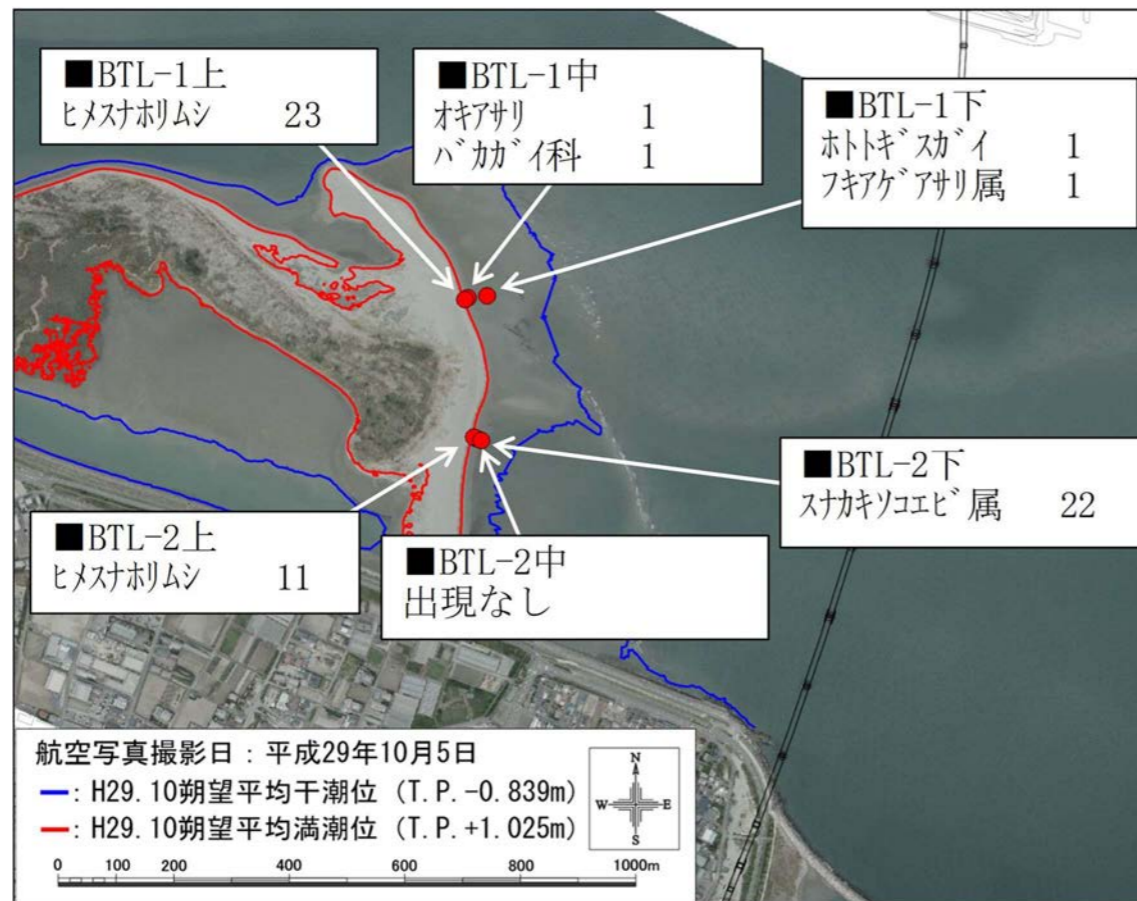 ■BTL-1上
ﾋﾒｽﾅﾎﾘﾑｼ 23
■BTL-1中
ｵｷｱｻﾘ 1
ﾊﾞｶｶﾞｲ科 1
■BTL-1下
ﾎﾄﾄｷﾞｽｶﾞｲ 1
ﾌｷｱｹﾞｱｻﾘ属 1
■BTL-2下
ｽﾅｶｷｿｺｴﾋﾞ属 22
■BTL-2上
ﾋﾒｽﾅﾎﾘﾑｼ 11
■BTL-2中
出現なし
航空写真撮影日：平成29年10月5日
：H29.10朔望平均干潮位（T.P.-0.839m）
：H29.10朔望平均満潮位（T.P.+1.025m）
N
W E
S
0 100 200 400 600 800 1000m